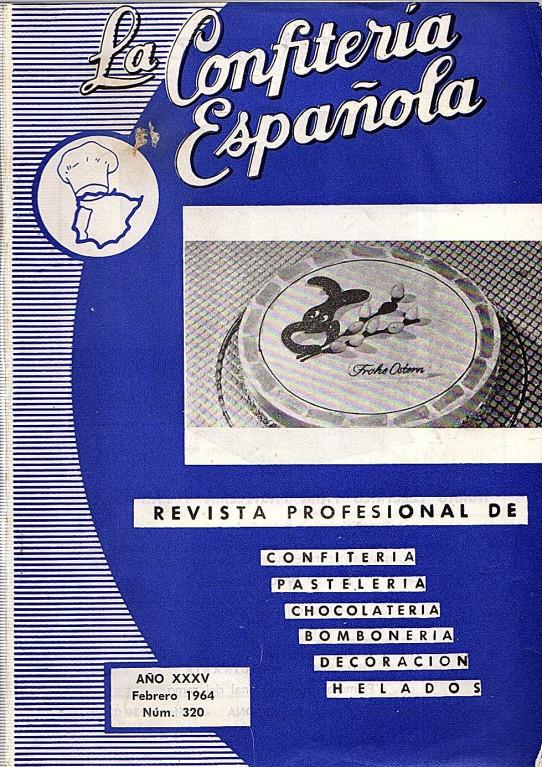 La Confitería
Española
Frohe Ostern
REVISTA PROFESIONAL DE
CONFITERIA
PASTELERIA
CHOCOLATERIA
BOMBONERIA
DECORACION
HELADOS
AÑO XXXV
Febrero 1964
Núm. 320